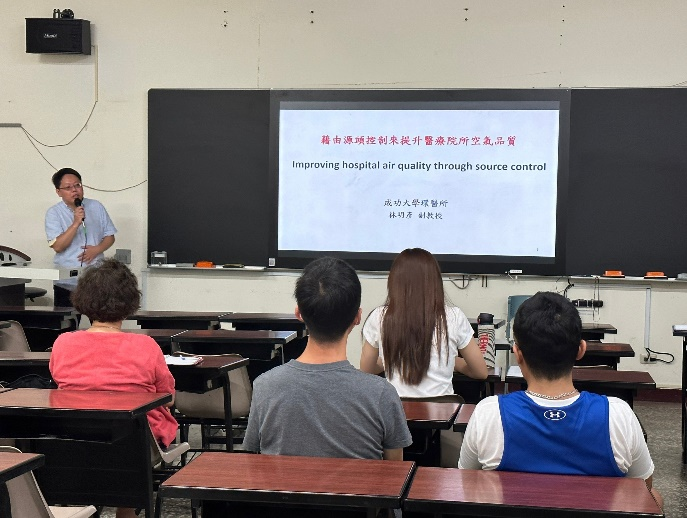 藉由源頭控制來提升醫療院所空氣品質
Improving hospital air quality through source control
成功大學環醫所
林明彥 副教授